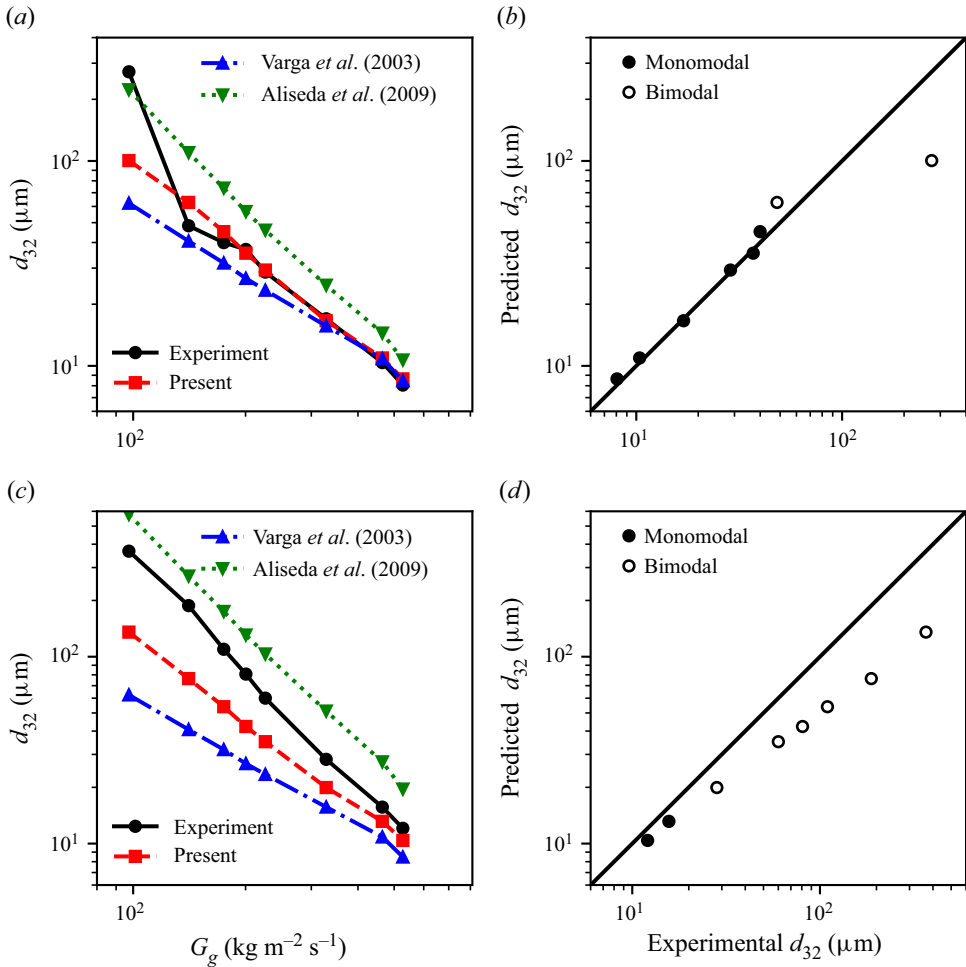 (a)
(b)
10²
10¹
d₃₂ (μm)
Varga et al. (2003)
Aliseda et al. (2009)
Experiment
Present
10²
10²
10¹
Predicted d₃₂ (μm)
Monomodal
Bimodal
10¹
10²
(c)
(d)
10²
10¹
d₃₂ (μm)
Varga et al. (2003)
Aliseda et al. (2009)
Experiment
Present
10²
G_g (kg m⁻² s⁻¹)
10²
10¹
Predicted d₃₂ (μm)
Monomodal
Bimodal
10¹
10²
Experimental d₃₂ (μm)